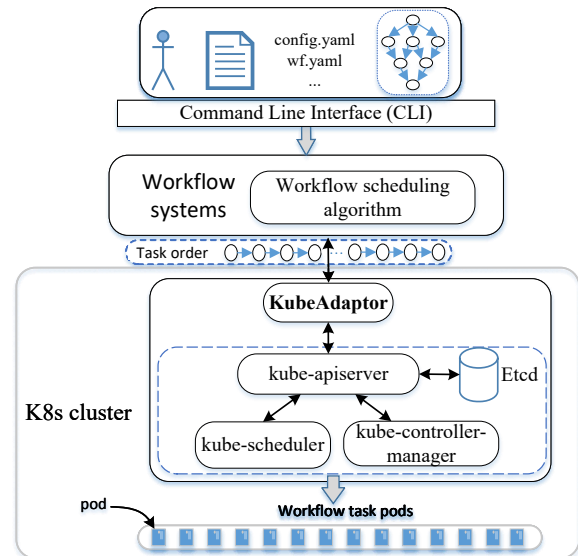 config.yaml
wf.yaml
...
Command Line Interface (CLI)
Workflow
systems
Workflow scheduling
algorithm
Task order
...
KubeAdaptor
kube-apiserver
Etcd
K8s cluster
kube-scheduler
kube-controller-
manager
Workflow task pods
pod